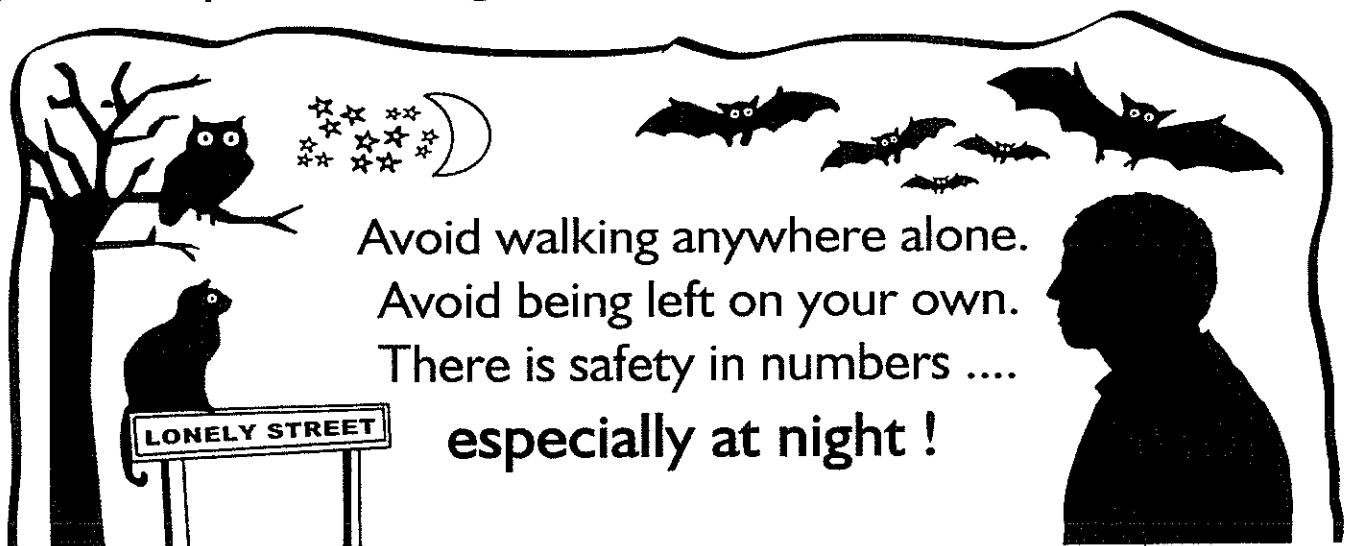 Avoid walking anywhere alone.
Avoid being left on your own.
There is safety in numbers ....
especially at night !
LONELY STREET